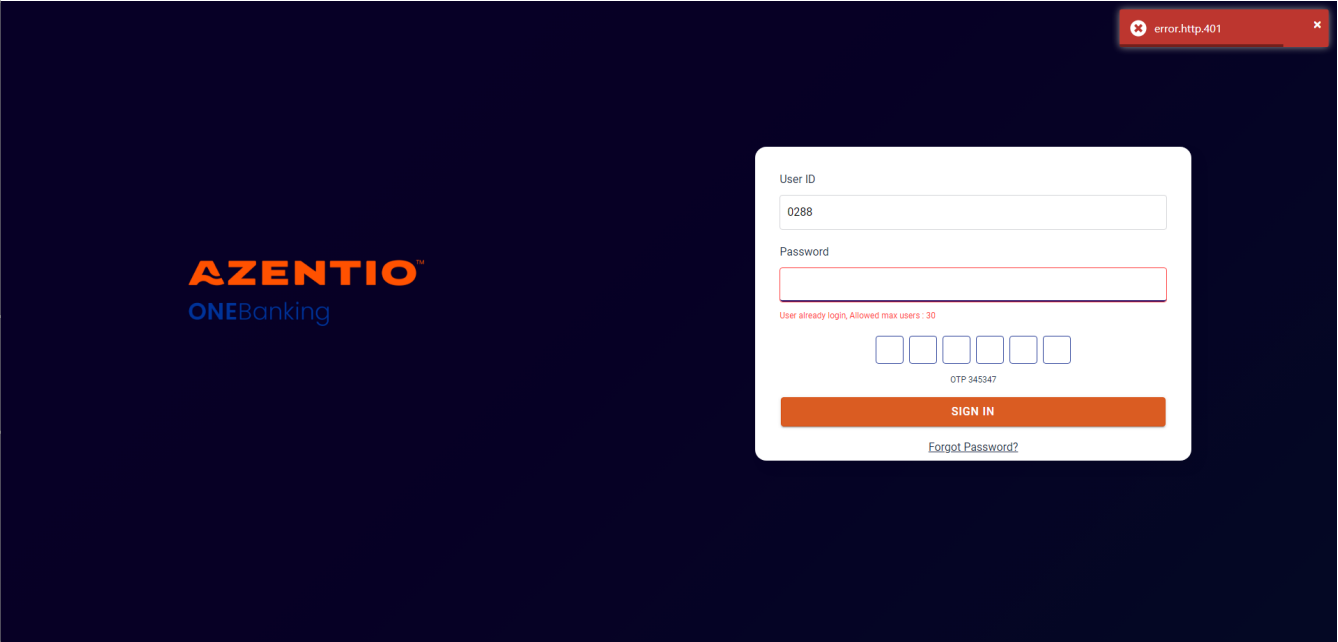 error.http.401
×
User ID
0288
AZENTIO™
ONEBanking
Password
User already login, Allowed max users : 30
OTP 345347
SIGN IN
Forgot Password?